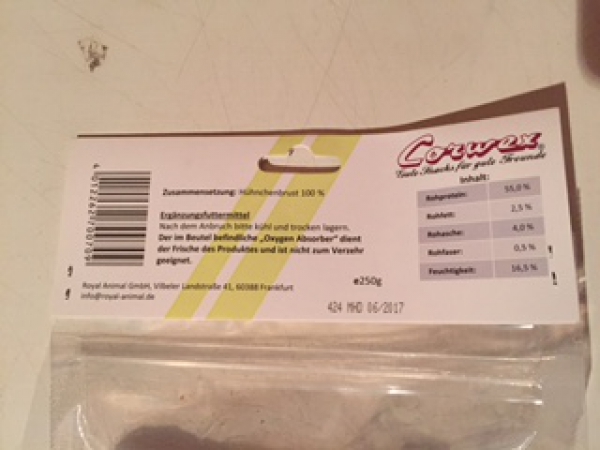 Corwex®
Gute Snacks für gute Freunde
Zusammensetzung: Hühnchenbrust 100 %
Ergänzungsfuttermittel
Nach dem Anbruch bitte kühl und trocken lagern.
Der im Beutel befindliche „Oxygen Absorber“ dient
der Frische des Produktes und ist nicht zum Verzehr
geeignet.
Royal Animal GmbH, Vilbeler Landstraße 41, 60388 Frankfurt
info@royal-animal.de
℮250g
424 MHD 06/2017
Inhalt:
Rohprotein: 55,0 %
Rohfett: 2,5 %
Rohasche: 4,0 %
Rohfaser: 0,5 %
Feuchtigkeit: 16,5 %